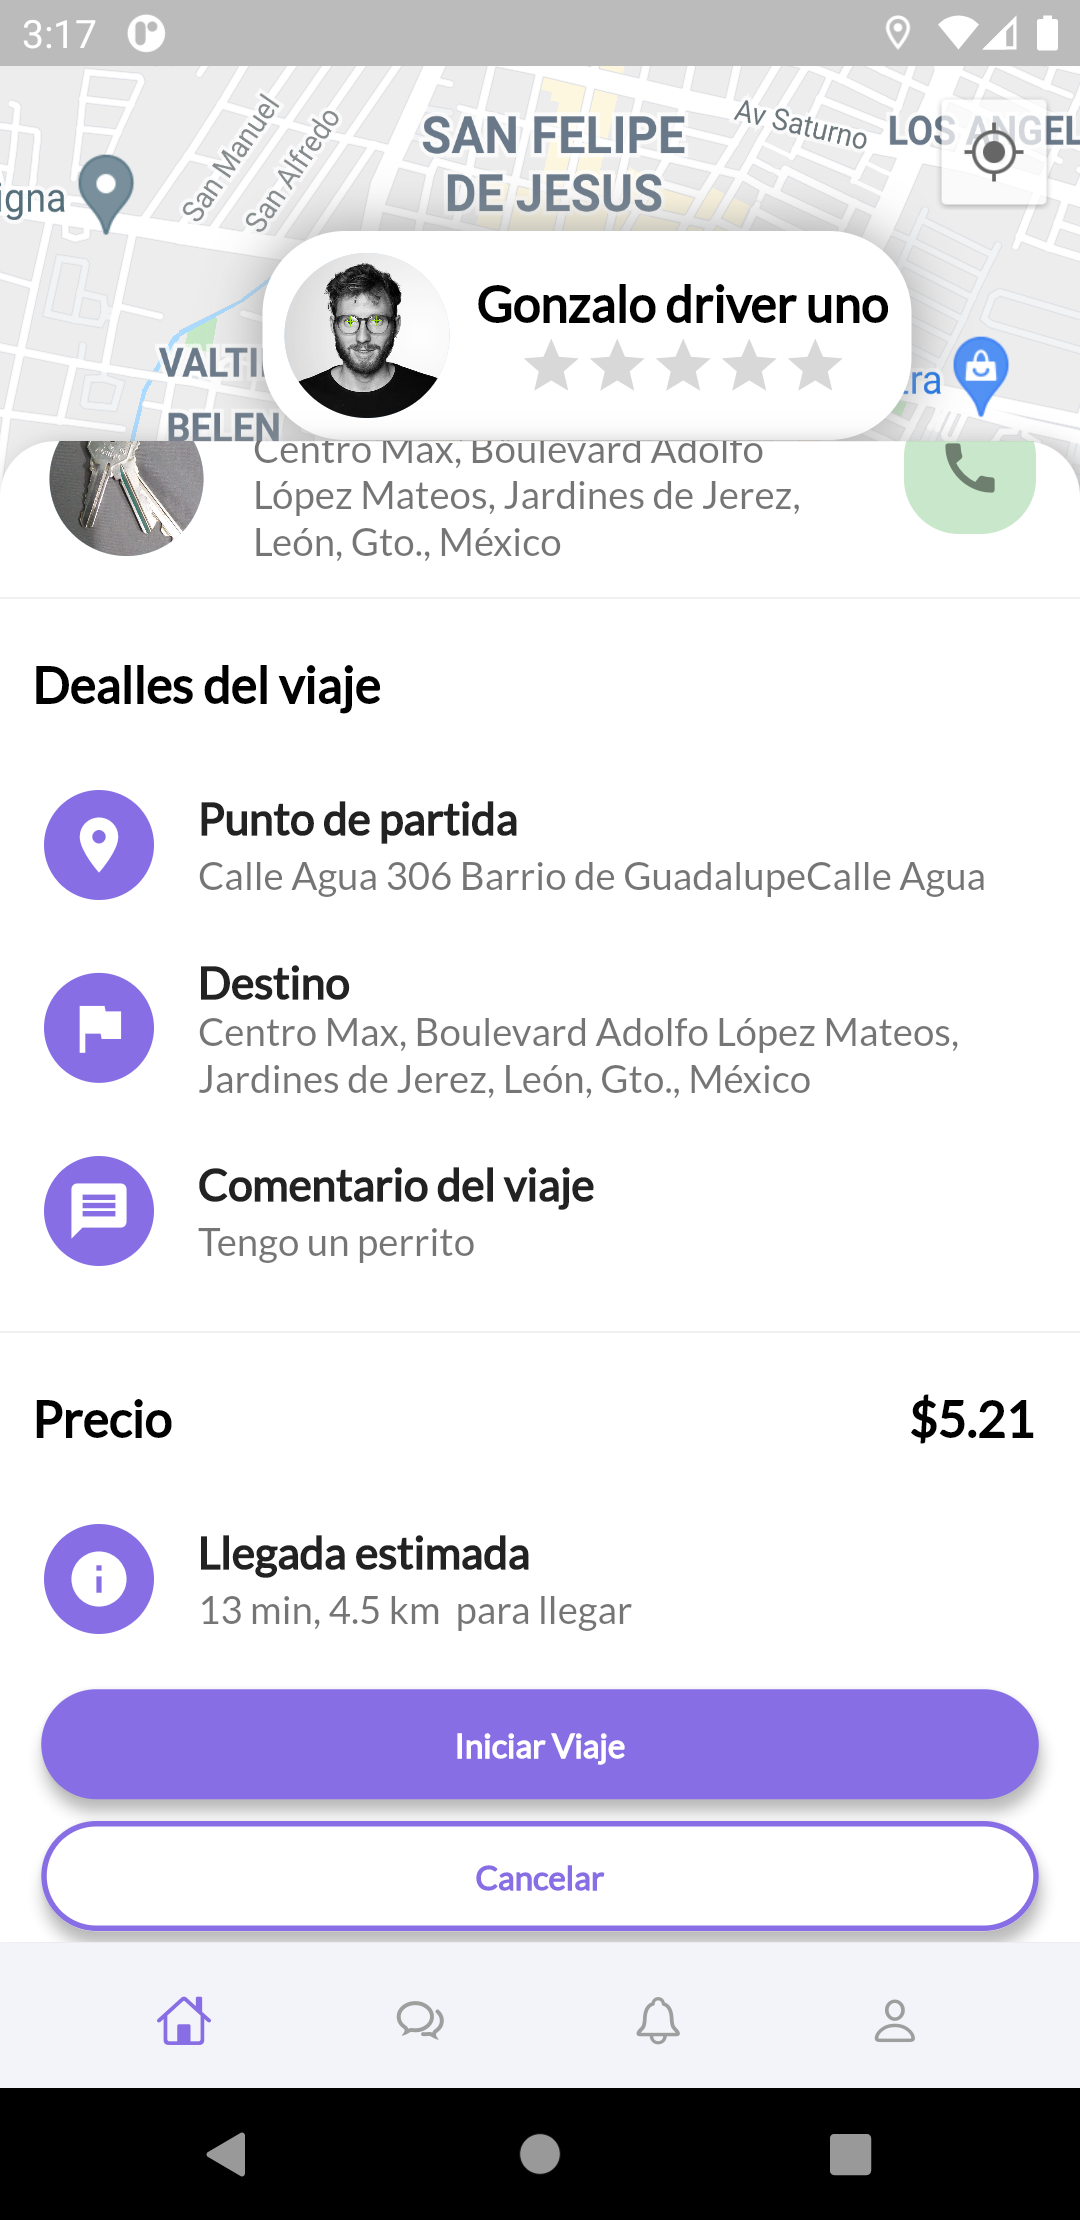 3:17
San Manuel
San Alfredo
SAN FELIPE
DE JESUS
Av Saturno
LOS ANGEL
igna
Gonzalo driver uno
VALTI
BELEN
ra
Centro Max, Boulevard Adolfo
López Mateos, Jardines de Jerez,
León, Gto., México
Dealles del viaje
Punto de partida
Calle Agua 306 Barrio de GuadalupeCalle Agua
Destino
Centro Max, Boulevard Adolfo López Mateos,
Jardines de Jerez, León, Gto., México
Comentario del viaje
Tengo un perrito
Precio
$5.21
Llegada estimada
13 min, 4.5 km  para llegar
Iniciar Viaje
Cancelar